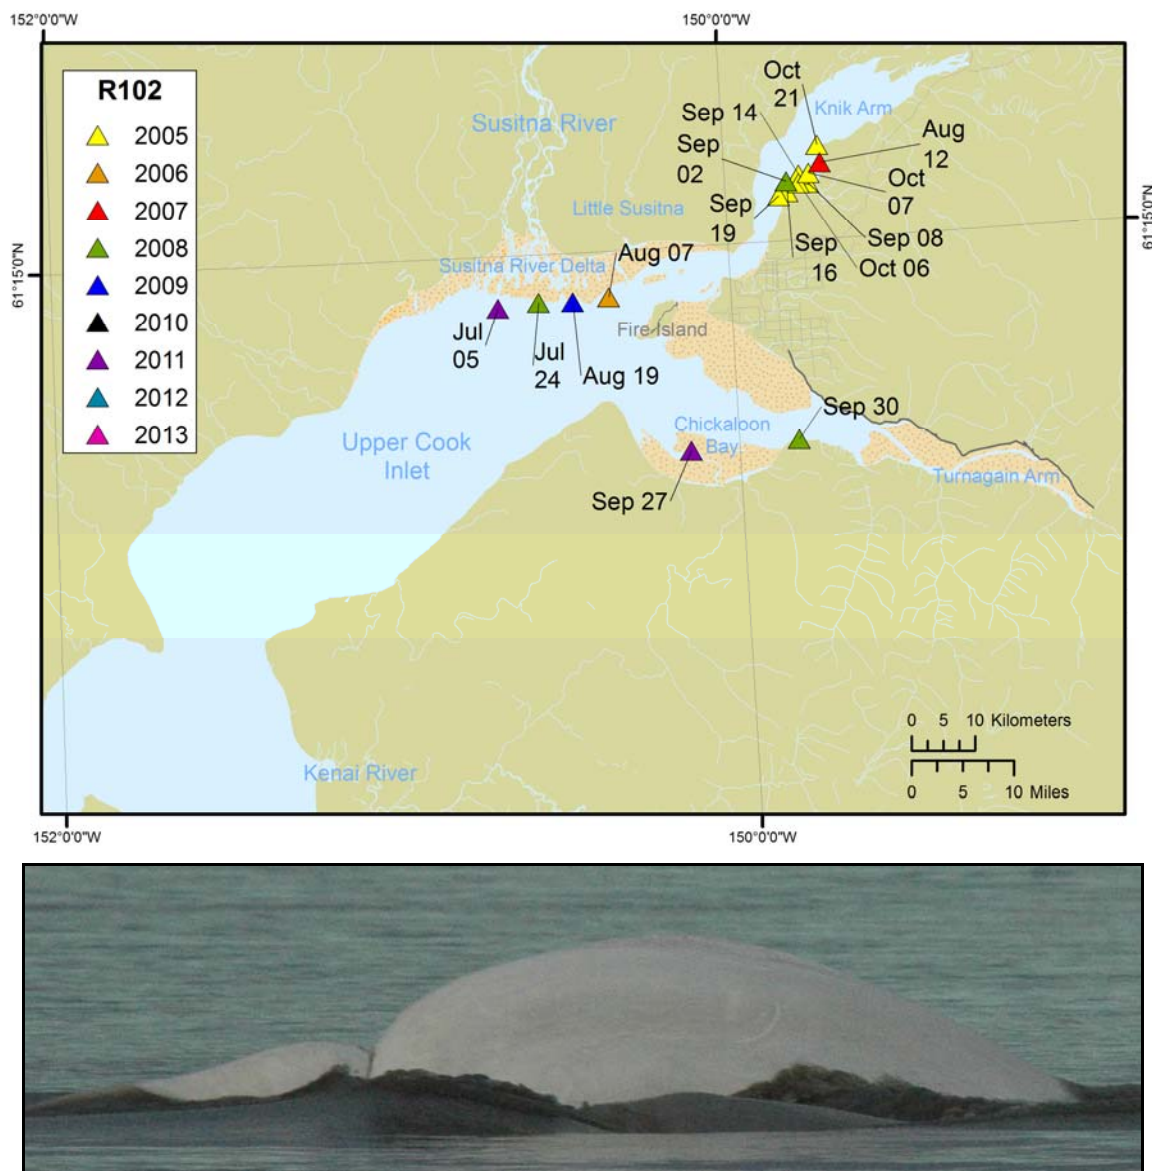 152°0'0"W
150°0'0"W
R102
2005
2006
2007
2008
2009
2010
2011
2012
2013
Oct
21
Knik Arm
Sep 14
Aug
12
Susitna River
Sep
02
Oct
07
Little Susitna
Sep
19
Sep 08
Sep
16
Oct 06
61°15'0"N
61°15'0"N
Aug 07
Susitna River Delta
Fire Island
Jul
05
Jul
24
Aug 19
Sep 30
Chickaloon
Bay
Upper Cook
Inlet
Turnagain Arm
Sep 27
0 5 10 Kilometers
0 5 10 Miles
Kenai River
152°0'0"W
150°0'0"W